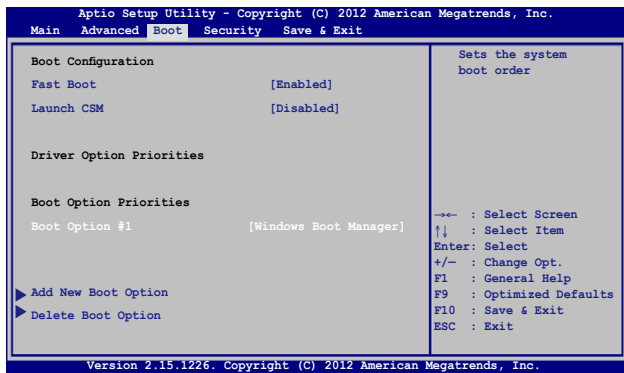 Aptio Setup Utility - Copyright (C) 2012 American Megatrends, Inc.
Main Advanced Boot Security Save & Exit
Boot Configuration
Fast Boot [Enabled]
Launch CSM [Disabled]
Driver Option Priorities
Boot Option Priorities
Boot Option #1 [Windows Boot Manager]
Add New Boot Option
Delete Boot Option
Sets the system
boot order
→← : Select Screen
↑↓ : Select Item
Enter: Select
+/— : Change Opt.
F1 : General Help
F9 : Optimized Defaults
F10 : Save & Exit
ESC : Exit
Version 2.15.1226. Copyright (C) 2012 American Megatrends, Inc.